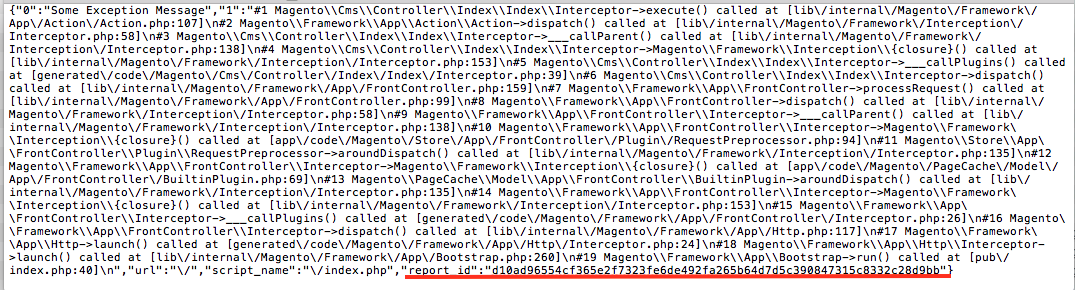 {"0":"Some Exception Message","1":"#1 Magento\\Cms\\Controller\\Index\\Index\\Interceptor->execute() called at [lib\/internal\/Magento\/Framework\/
App\/Action\/Action.php:107]\n#2 Magento\\Framework\\App\\Action\\Action->dispatch() called at [lib\/internal\/Magento\/Framework\/Interception\/
Interceptor.php:58]\n#3 Magento\\Cms\\Controller\\Index\\Index\\Interceptor->___callParent() called at [lib\/internal\/Magento\/Framework\/
Interception\/Interceptor.php:138]\n#4 Magento\\Cms\\Controller\\Index\\Index\\Interceptor->Magento\\Framework\\Interception\\{closure}() called at
[lib\/internal\/Magento\/Framework\/Interception\/Interceptor.php:153]\n#5 Magento\\Cms\\Controller\\Index\\Index\\Interceptor->___callPlugins() called
at [generated\/code\/Magento\/Cms\/Controller\/Index\/Index\/Interceptor.php:39]\n#6 Magento\\Cms\\Controller\\Index\\Index\\Interceptor->dispatch()
called at [lib\/internal\/Magento\/Framework\/App\/FrontController.php:159]\n#7 Magento\\Framework\\App\\FrontController->processRequest() called at
[lib\/internal\/Magento\/Framework\/App\/FrontController.php:99]\n#8 Magento\\Framework\\App\\FrontController->dispatch() called at [lib\/internal\/
Magento\/Framework\/Interception\/Interceptor.php:58]\n#9 Magento\\Framework\\App\\FrontController\\Interceptor->___callParent() called at [lib\/
internal\/Magento\/Framework\/Interception\/Interceptor.php:138]\n#10 Magento\\Framework\\App\\FrontController\\Interceptor->Magento\\Framework\
\Interception\\{closure}() called at [app\/code\/Magento\/Store\/App\/FrontController\/Plugin\/RequestPreprocessor.php:94]\n#11 Magento\\Store\\App\
\FrontController\\Plugin\\RequestPreprocessor->aroundDispatch() called at [lib\/internal\/Magento\/Framework\/Interception\/Interceptor.php:135]\n#12
Magento\\Framework\\App\\FrontController\\Interceptor->Magento\\Framework\\Interception\\{closure}() called at [app\/code\/Magento\/PageCache\/Model\/
App\/FrontController\/BuiltinPlugin.php:69]\n#13 Magento\\PageCache\\Model\\App\\FrontController\\BuiltinPlugin->aroundDispatch() called at [lib\/
internal\/Magento\/Framework\/Interception\/Interceptor.php:135]\n#14 Magento\\Framework\\App\\FrontController\\Interceptor->Magento\\Framework\
\Interception\\{closure}() called at [lib\/internal\/Magento\/Framework\/Interception\/Interceptor.php:153]\n#15 Magento\\Framework\\App\
\FrontController\\Interceptor->___callPlugins() called at [generated\/code\/Magento\/Framework\/App\/FrontController\/Interceptor.php:26]\n#16 Magento\
\Framework\\App\\FrontController\\Interceptor->dispatch() called at [lib\/internal\/Magento\/Framework\/App\/Http.php:117]\n#17 Magento\\Framework\
\App\\Http->launch() called at [generated\/code\/Magento\/Framework\/App\/Http\/Interceptor.php:24]\n#18 Magento\\Framework\\App\\Http\\Interceptor-
>launch() called at [lib\/internal\/Magento\/Framework\/App\/Bootstrap.php:260]\n#19 Magento\\Framework\\App\\Bootstrap->run() called at [pub\/
index.php:40]\n","url":"\/","script_name":"\/index.php","report_id":"d10ad96554cf365e2f7323fe6de492fa265b64d7d5c390847315c8332c28d9bb"}